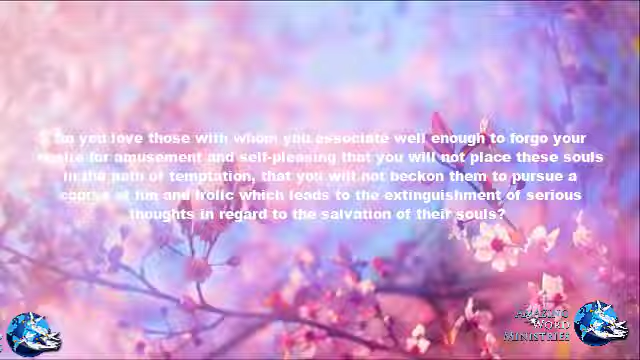 Do you love those with whom you associate well enough to forgo your
desire for amusement and self-pleasing that you will not place these souls
in the path of temptation, that you will not beckon them to pursue a
course of fun and frolic which leads to the extinguishment of serious
thoughts in regard to the salvation of their souls?
Amazing
Word
Ministries